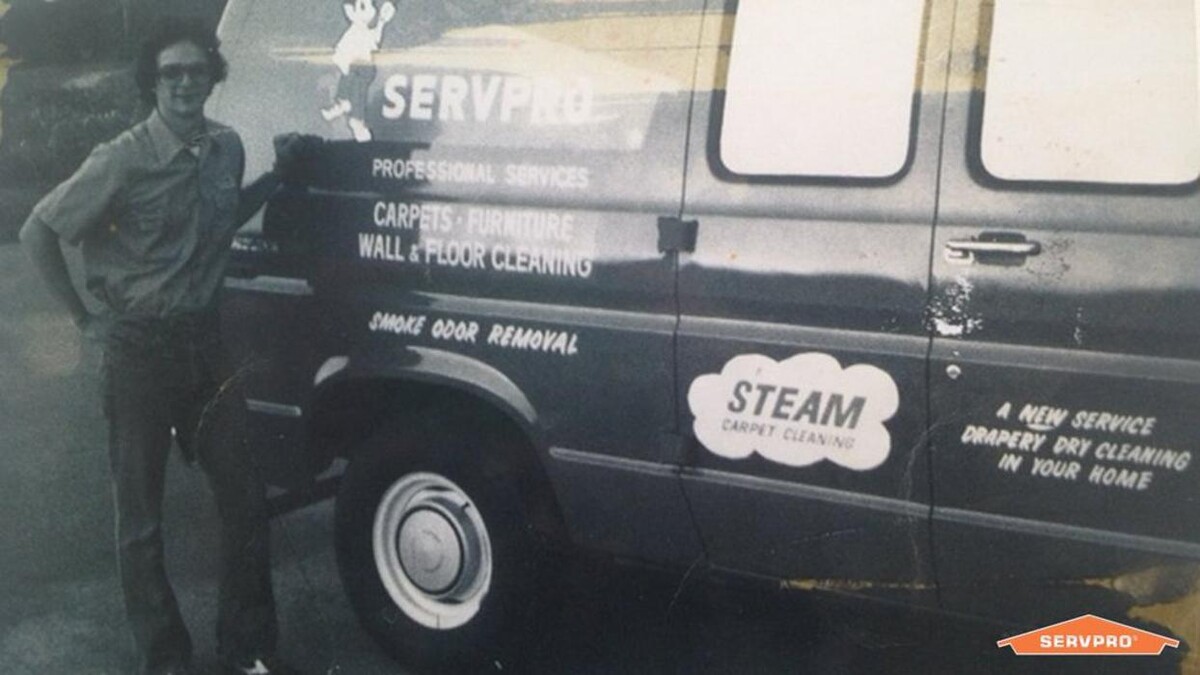 SERVPRO
PROFESSIONAL SERVICES
CARPETS · FURNITURE
WALL & FLOOR CLEANING
SMOKE ODOR REMOVAL
STEAM
CARPET CLEANING
A NEW SERVICE
DRAPERY DRY CLEANING
IN YOUR HOME
SERVPRO®